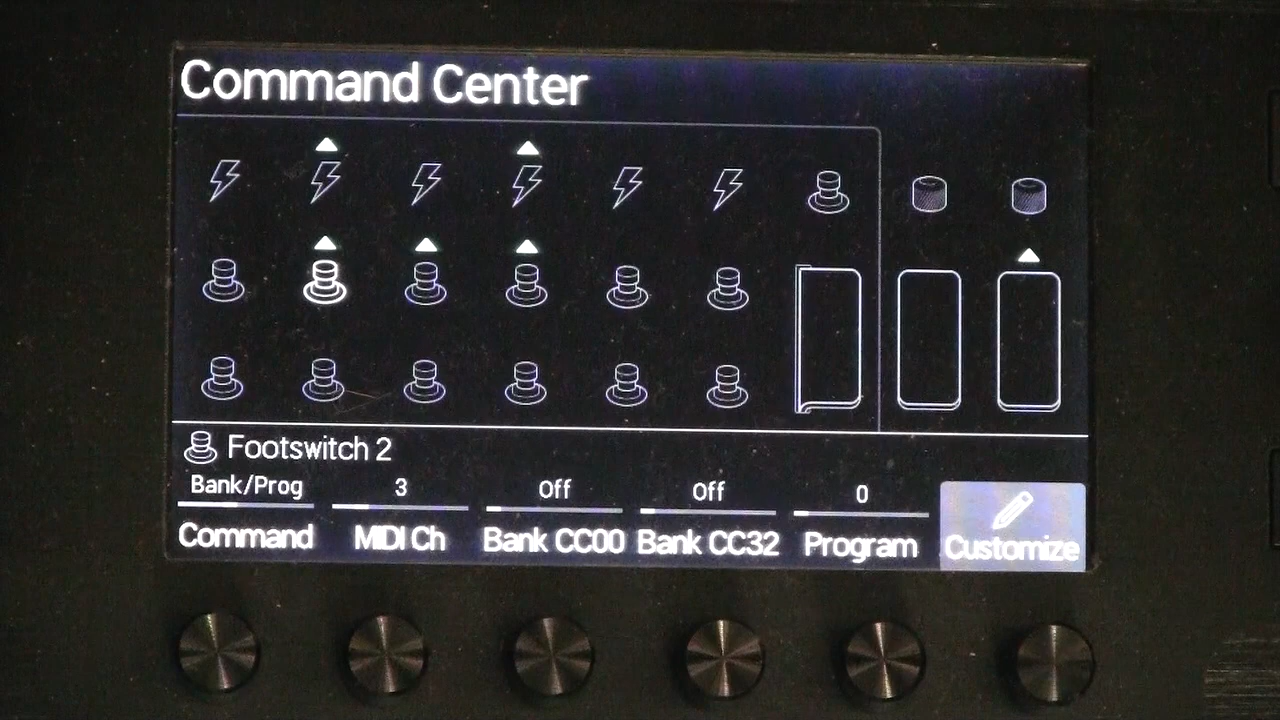 Command Center
Footswitch 2
Bank/Prog 3 Off Off 0
Command MIDI Ch Bank CC00 Bank CC32 Program Customize